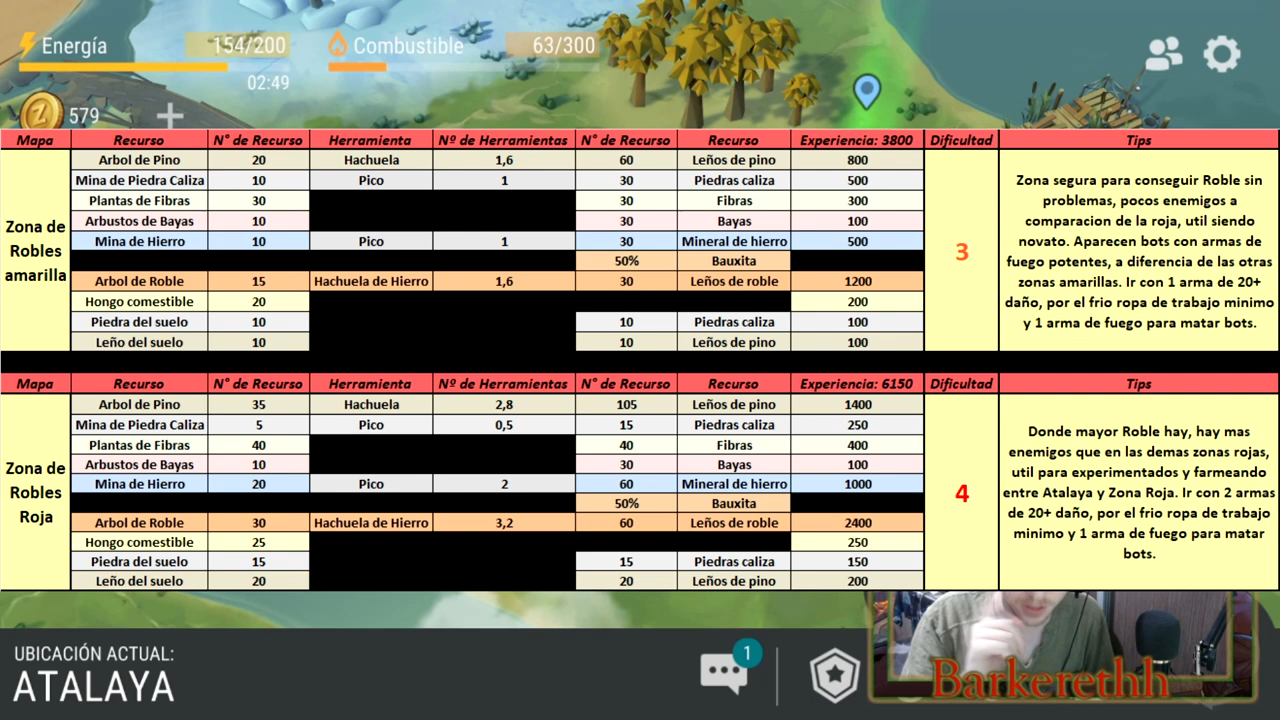 Energía 154/200 Combustible 63/300
02:49
579
Mapa Recurso N° de Recurso Herramienta Nº de Herramientas N° de Recurso Recurso Experiencia: 3800 Dificultad Tips
Arbol de Pino 20 Hachuela 1,6 60 Leños de pino 800
Mina de Piedra Caliza 10 Pico 1 30 Piedras caliza 500
Plantas de Fibras 30 30 Fibras 300
Arbustos de Bayas 10 30 Bayas 100
Mina de Hierro 10 Pico 1 30 Mineral de hierro 500
50% Bauxita
Arbol de Roble 15 Hachuela de Hierro 1,6 30 Leños de roble 1200
Hongo comestible 20 200
Piedra del suelo 10 10 Piedras caliza 100
Leño del suelo 10 10 Leños de pino 100
Zona de
Robles
amarilla
3
Zona segura para conseguir Roble sin
problemas, pocos enemigos a
comparacion de la roja, util siendo
novato. Aparecen bots con armas de
fuego potentes, a diferencia de las otras
zonas amarillas. Ir con 1 arma de 20+
daño, por el frio ropa de trabajo minimo
y 1 arma de fuego para matar bots.
Mapa Recurso N° de Recurso Herramienta Nº de Herramientas N° de Recurso Recurso Experiencia: 6150 Dificultad Tips
Arbol de Pino 35 Hachuela 2,8 105 Leños de pino 1400
Mina de Piedra Caliza 5 Pico 0,5 15 Piedras caliza 250
Plantas de Fibras 40 40 Fibras 400
Arbustos de Bayas 10 30 Bayas 100
Mina de Hierro 20 Pico 2 60 Mineral de hierro 1000
50% Bauxita
Arbol de Roble 30 Hachuela de Hierro 3,2 60 Leños de roble 2400
Hongo comestible 25 250
Piedra del suelo 15 15 Piedras caliza 150
Leño del suelo 20 20 Leños de pino 200
Zona de
Robles
Roja
4
Donde mayor Roble hay, hay mas
enemigos que en las demas zonas rojas,
util para experimentados y farmeando
entre Atalaya y Zona Roja. Ir con 2 armas
de 20+ daño, por el frio ropa de trabajo
minimo y 1 arma de fuego para matar
bots.
UBICACIÓN ACTUAL:
ATALAYA
1
Barkerethh